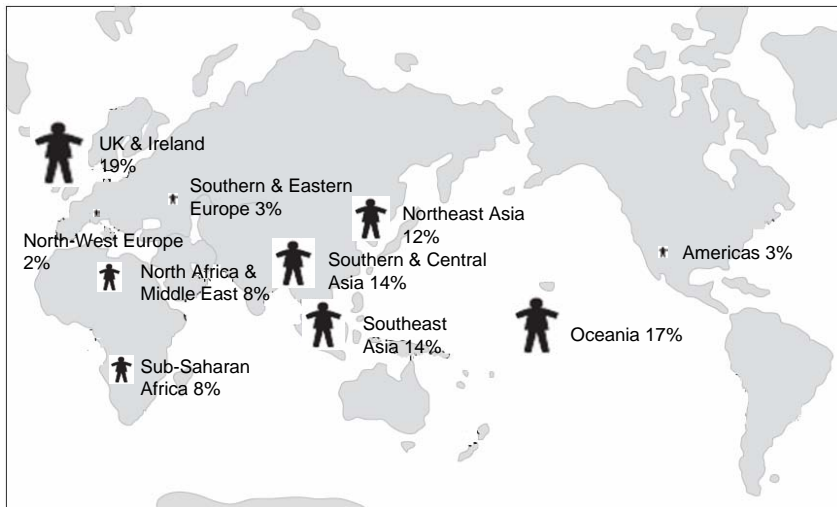 UK & Ireland
19%
Southern & Eastern
Europe 3%
North-West Europe
2%
North Africa &
Middle East 8%
Sub-Saharan
Africa 8%
Northeast Asia
12%
Southern & Central
Asia 14%
Southeast
Asia 14%
Oceania 17%
Americas 3%